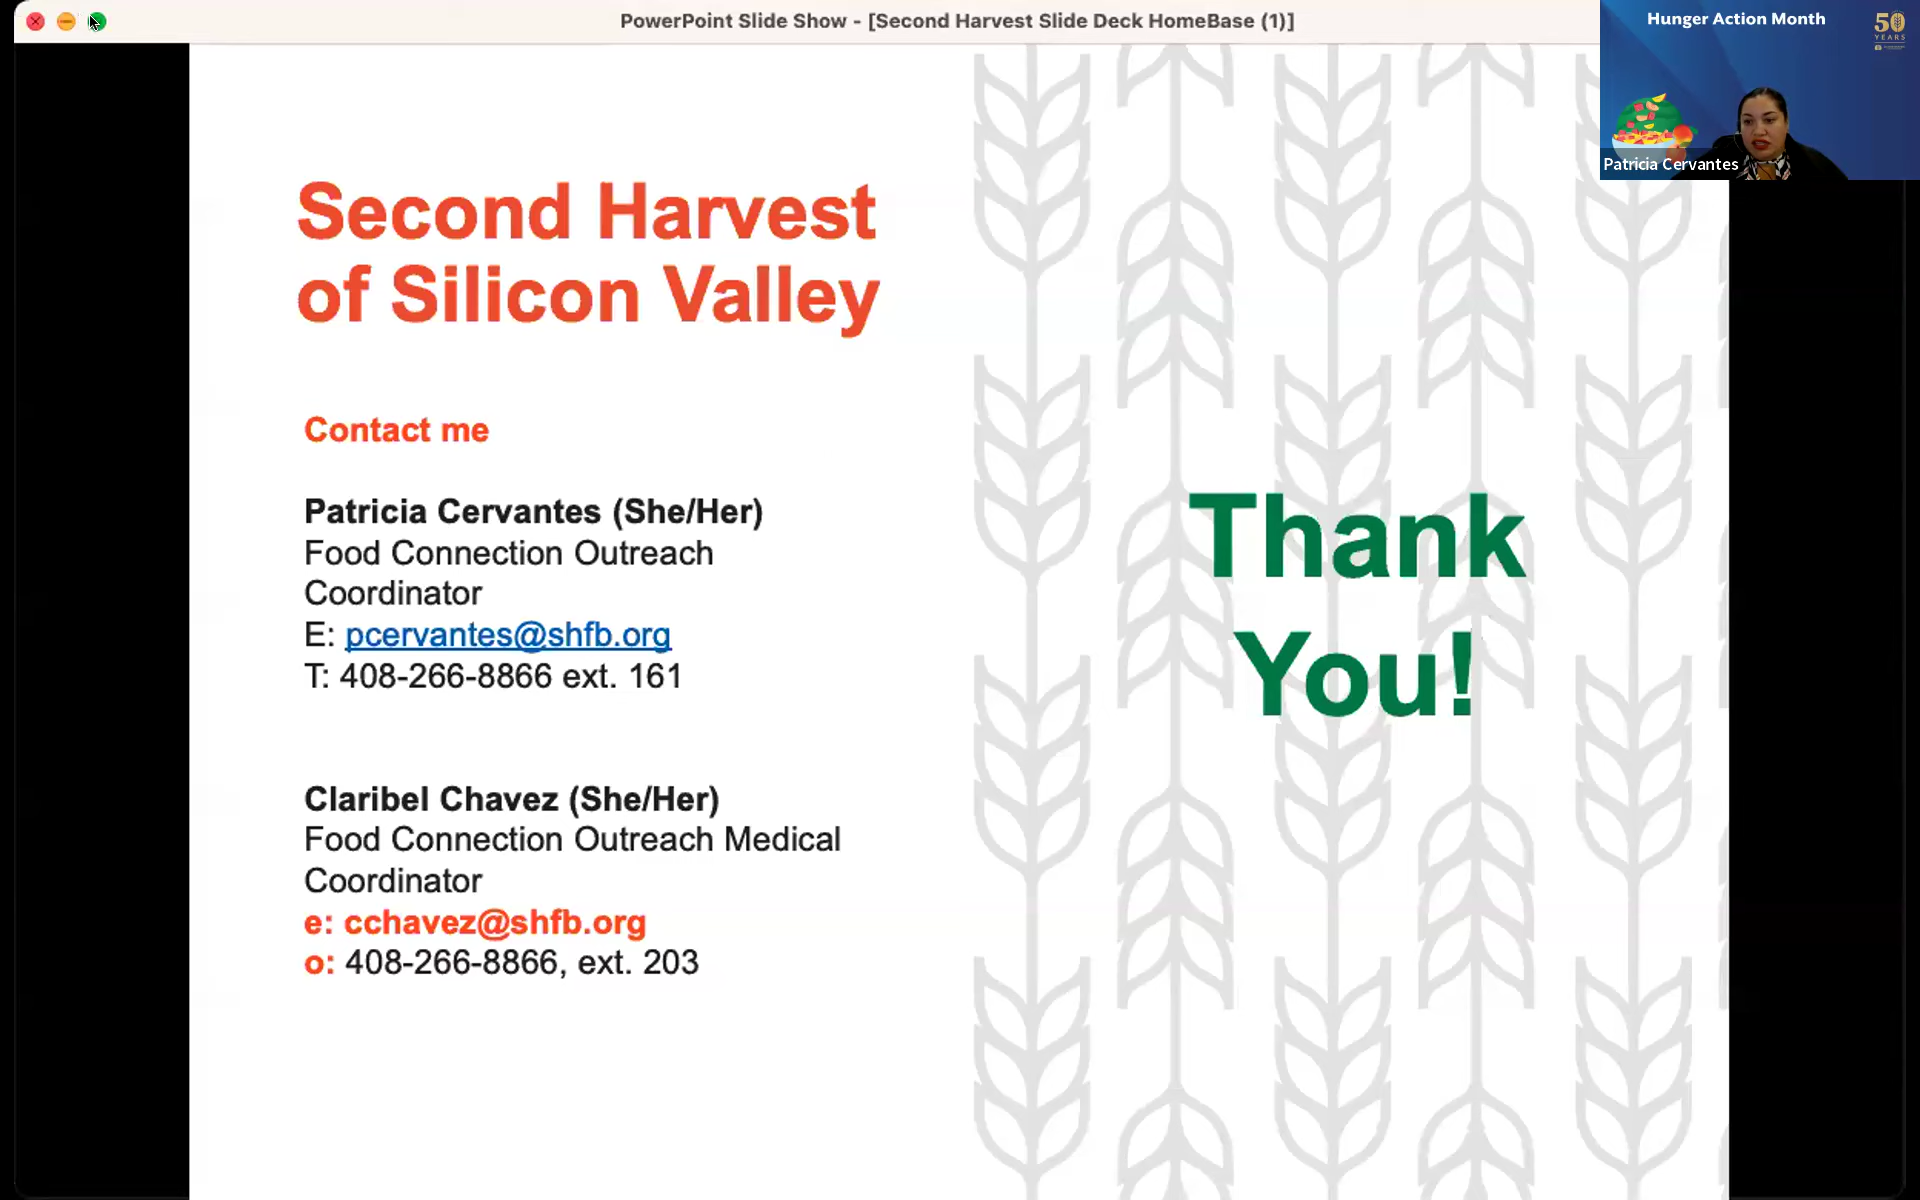 PowerPoint Slide Show - [Second Harvest Slide Deck HomeBase (1)]
Hunger Action Month
50
YEARS
Patricia Cervantes
Second Harvest
of Silicon Valley
Contact me
Patricia Cervantes (She/Her)
Food Connection Outreach
Coordinator
E: pcervantes@shfb.org
T: 408-266-8866 ext. 161
Claribel Chavez (She/Her)
Food Connection Outreach Medical
Coordinator
e: cchavez@shfb.org
o: 408-266-8866, ext. 203
Thank
You!